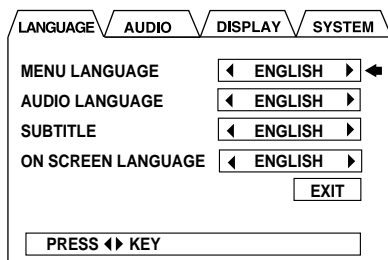 LANGUAGE AUDIO DISPLAY SYSTEM
MENU LANGUAGE ENGLISH
AUDIO LANGUAGE ENGLISH
SUBTITLE ENGLISH
ON SCREEN LANGUAGE ENGLISH
EXIT
PRESS ◀▶ KEY